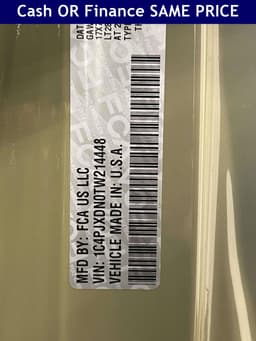 Cash OR Finance SAME PRICE
MFD BY: FCA US LLC
VIN: 1C4PJXDN0TW214448
VEHICLE MADE IN: U.S.A.